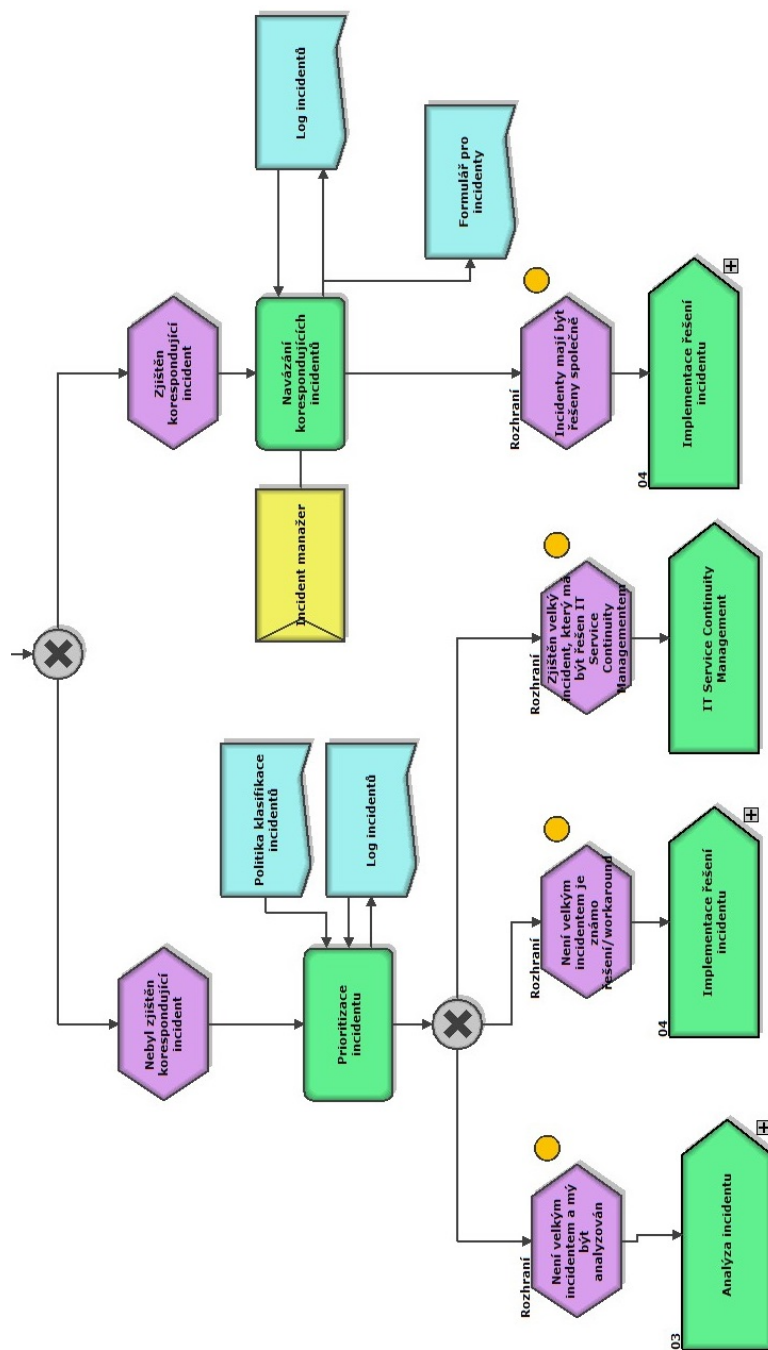 Zjištěn
korespondující
incident
Log incidentů
Navázání
korespondujících
incidentů
Formulář pro
incidenty
Incident manažer
Rozhraní
Incidenty mají být
řešeny společně
04
Implementace řešení
incidentu
Nebyl zjištěn
korespondující
incident
Politika klasifikace
incidentů
Log incidentů
Prioritizace
incidentu
Rozhraní
Zjištěn velký
incident, který má
být řešen IT
Service
Continuity
Managementem
IT Service Continuity
Management
Rozhraní
Není velkým
incidentem je
známo
řešení/workaround
04
Implementace řešení
incidentu
Rozhraní
Není velkým
incidentem a mý
být
analyzován
03
Analýza incidentu